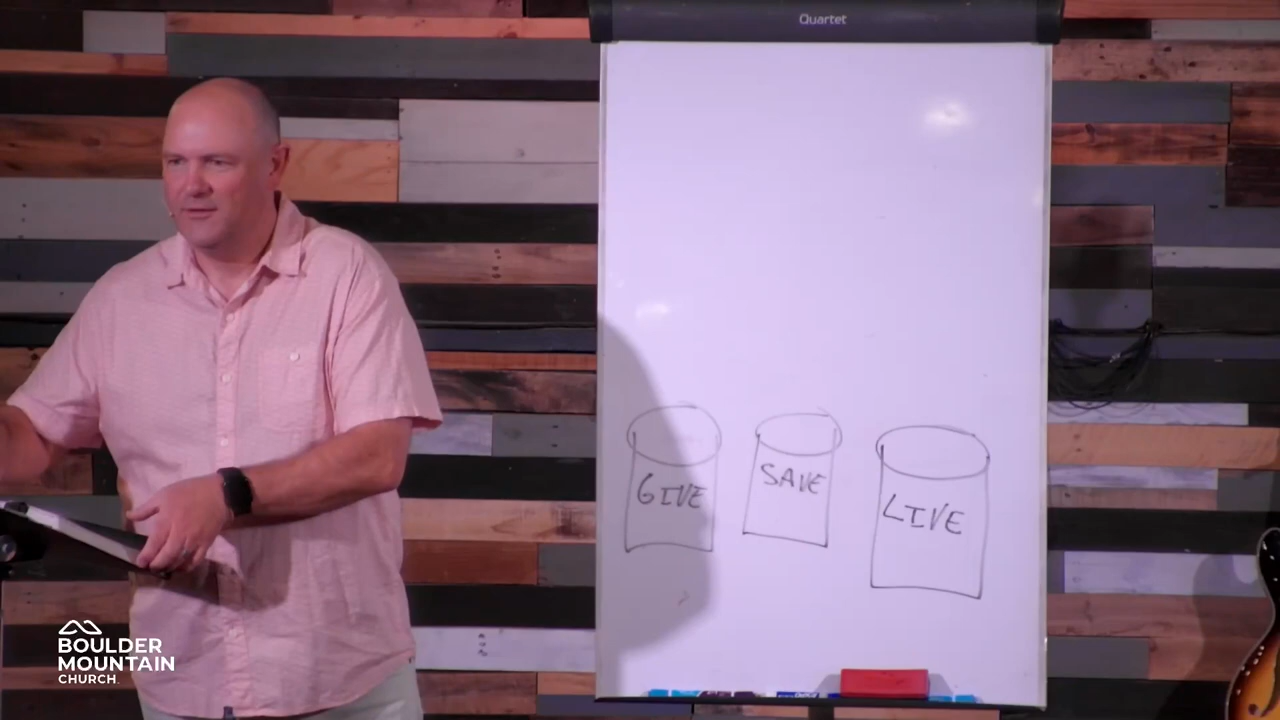 Quartet
GIVE
SAVE
LIVE
BOULDER
MOUNTAIN
CHURCH.